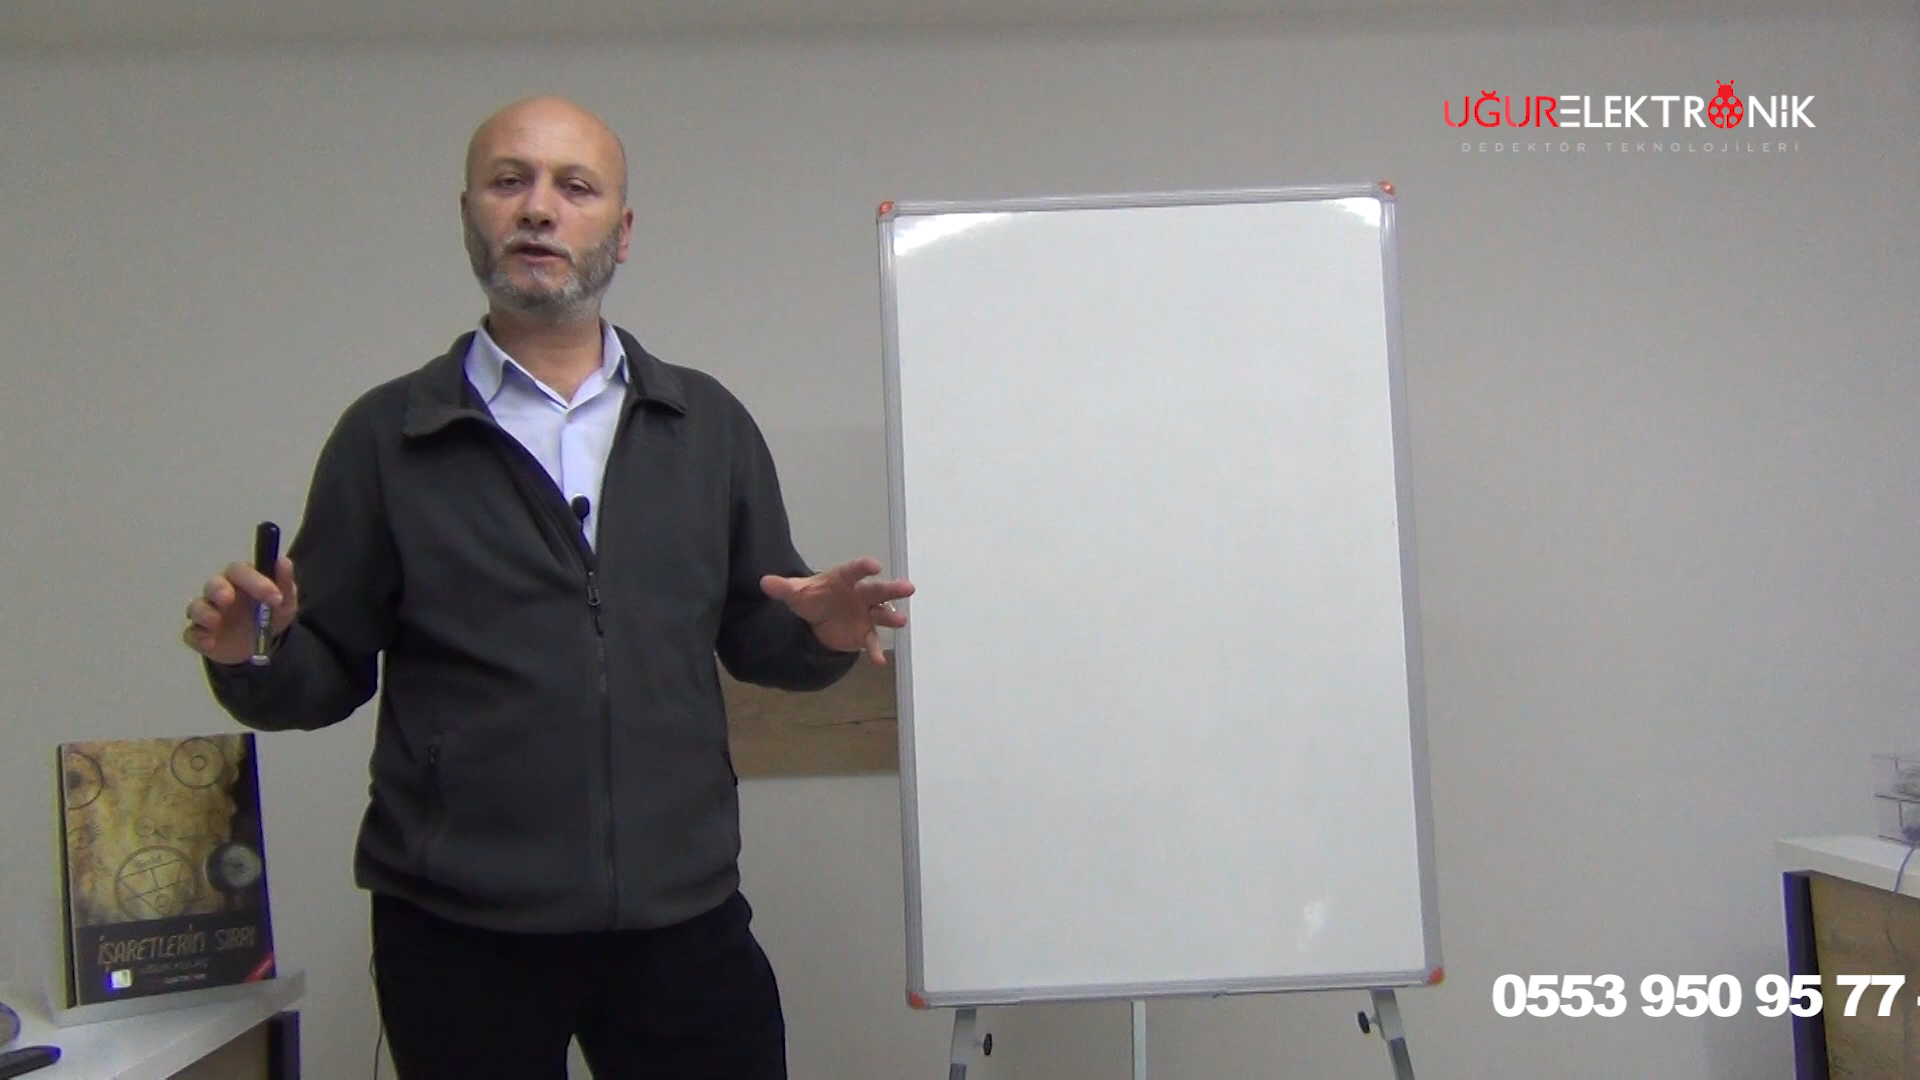 UĞURELEKTRONİK
DEDEKTÖR TEKNOLOJİLERİ
İŞARETLERİN SIRRI
0553 950 95 77